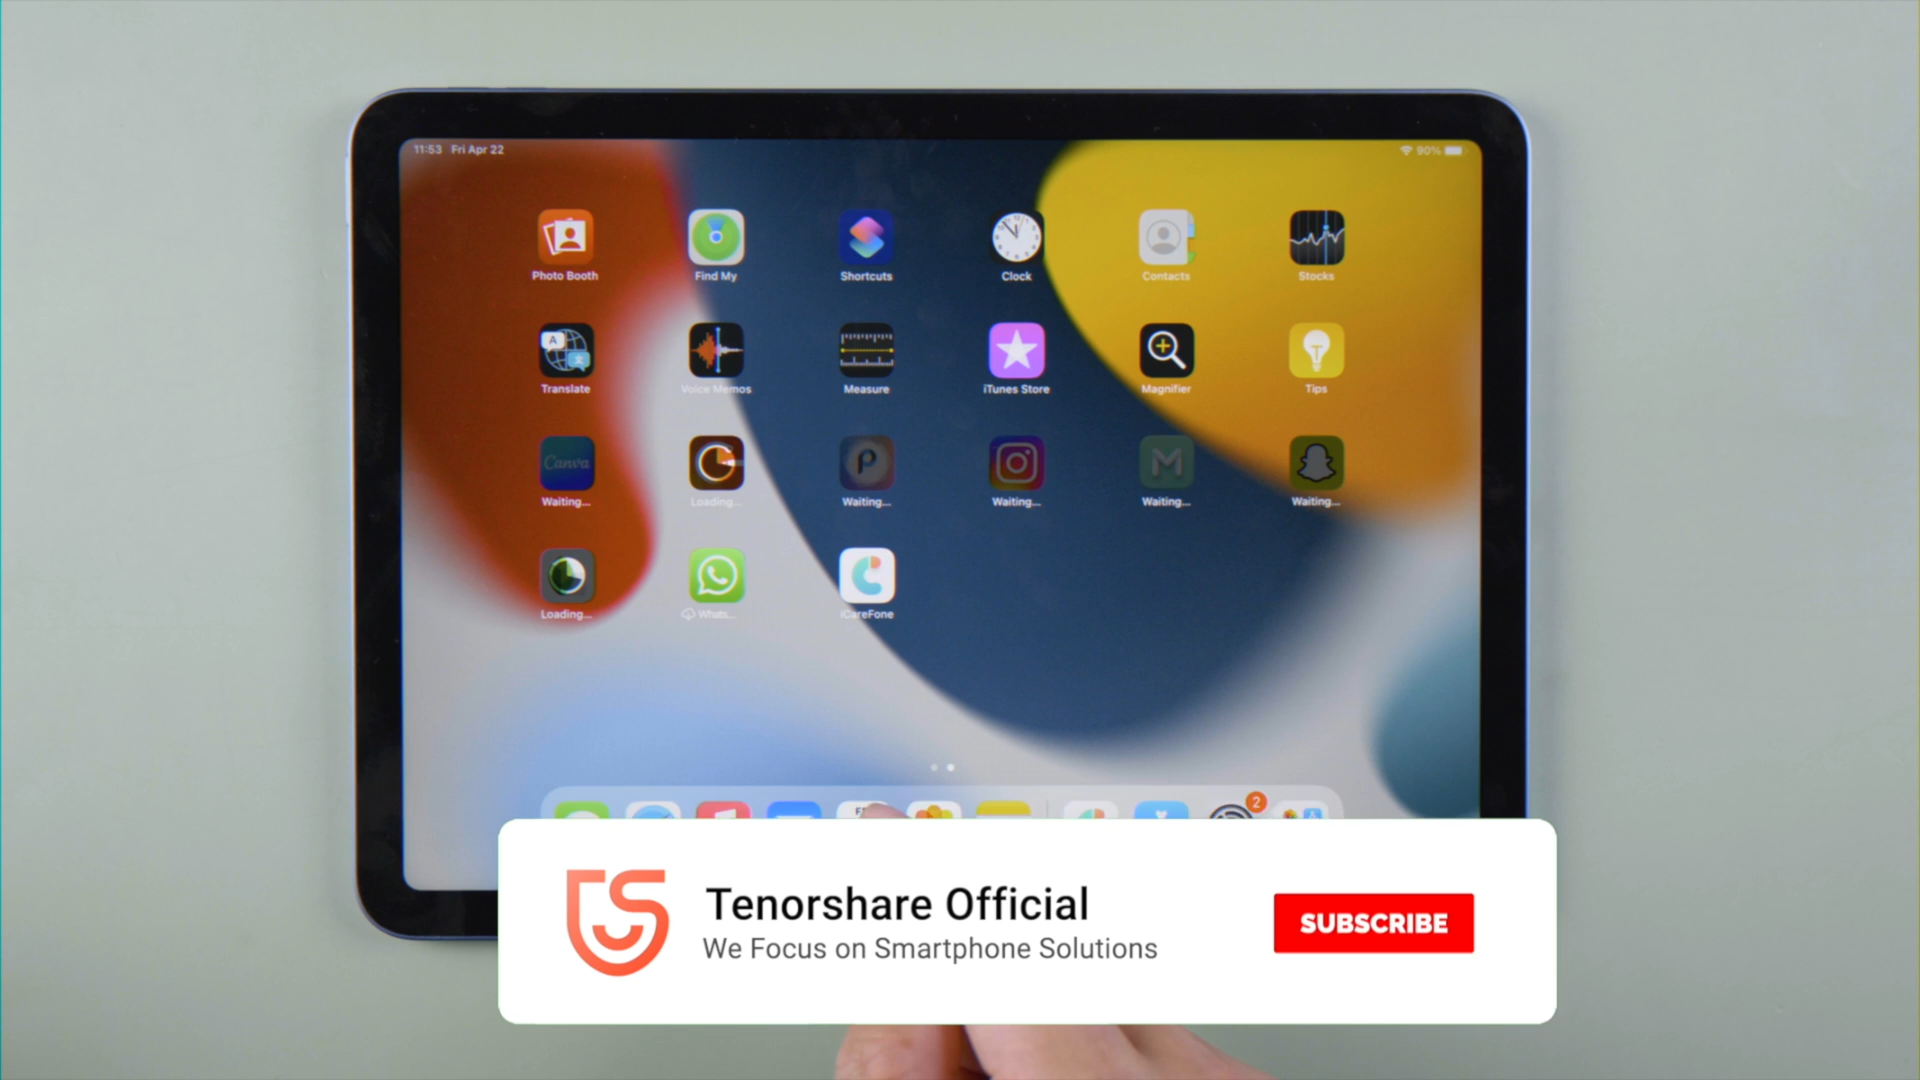 11:53 Fri Apr 22
90%
Photo Booth
Find My
Shortcuts
Clock
Contacts
Stocks
Translate
Voice Memos
Measure
iTunes Store
Magnifier
Tips
Canva
Waiting...
Loading...
Waiting...
Waiting...
Waiting...
Waiting...
Loading...
Whats...
iCareFone
2
Tenorshare Official
We Focus on Smartphone Solutions
SUBSCRIBE